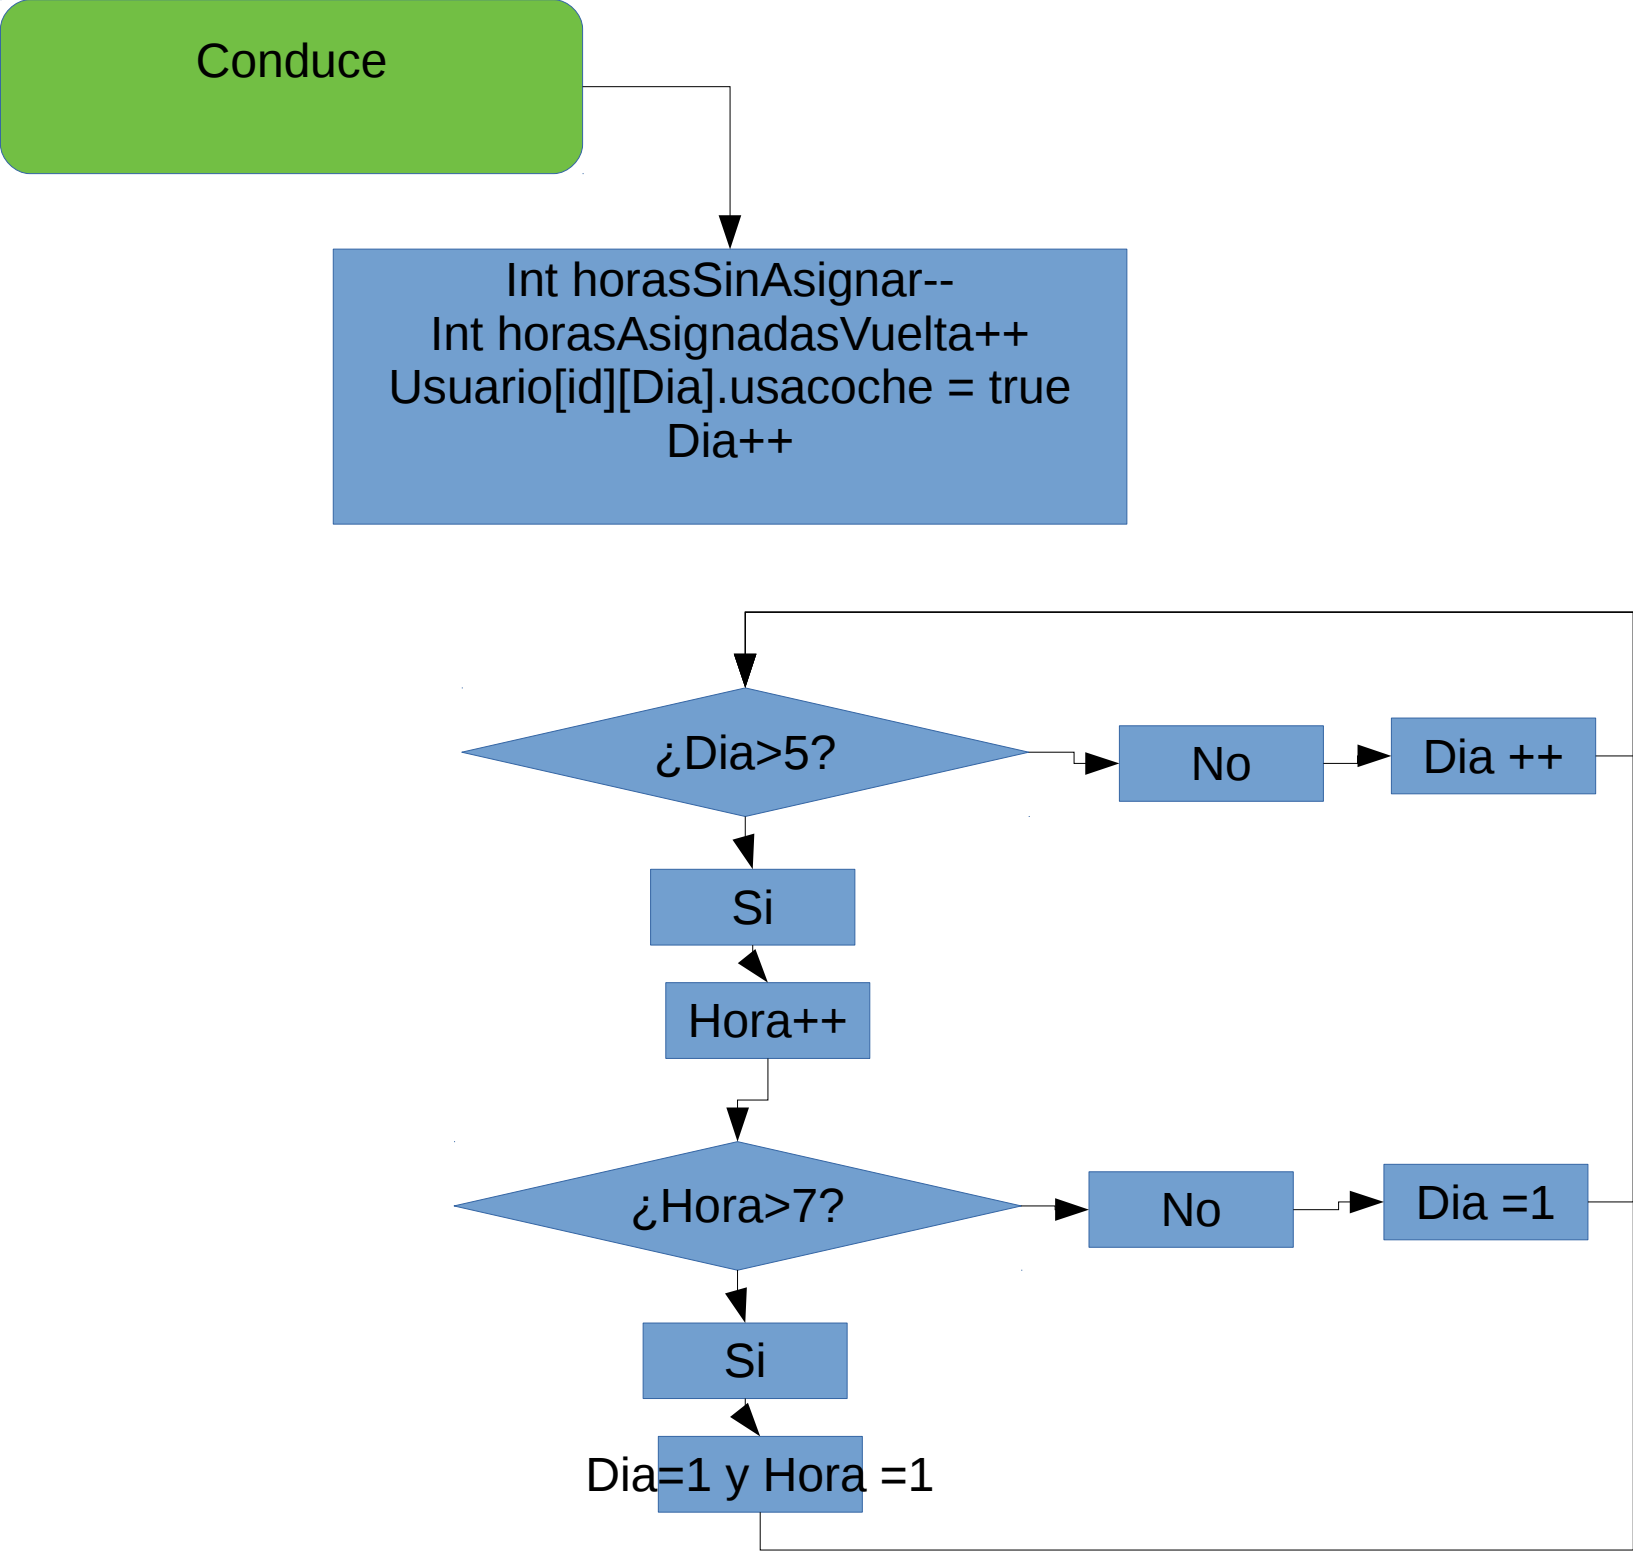 Conduce
Int horasSinAsignar--
Int horasAsignadasVuelta++
Usuario[id][Dia].usacoche = true
Dia++
¿Dia>5?
No
Dia ++
Si
Hora++
¿Hora>7?
No
Dia =1
Si
Dia=1 y Hora =1